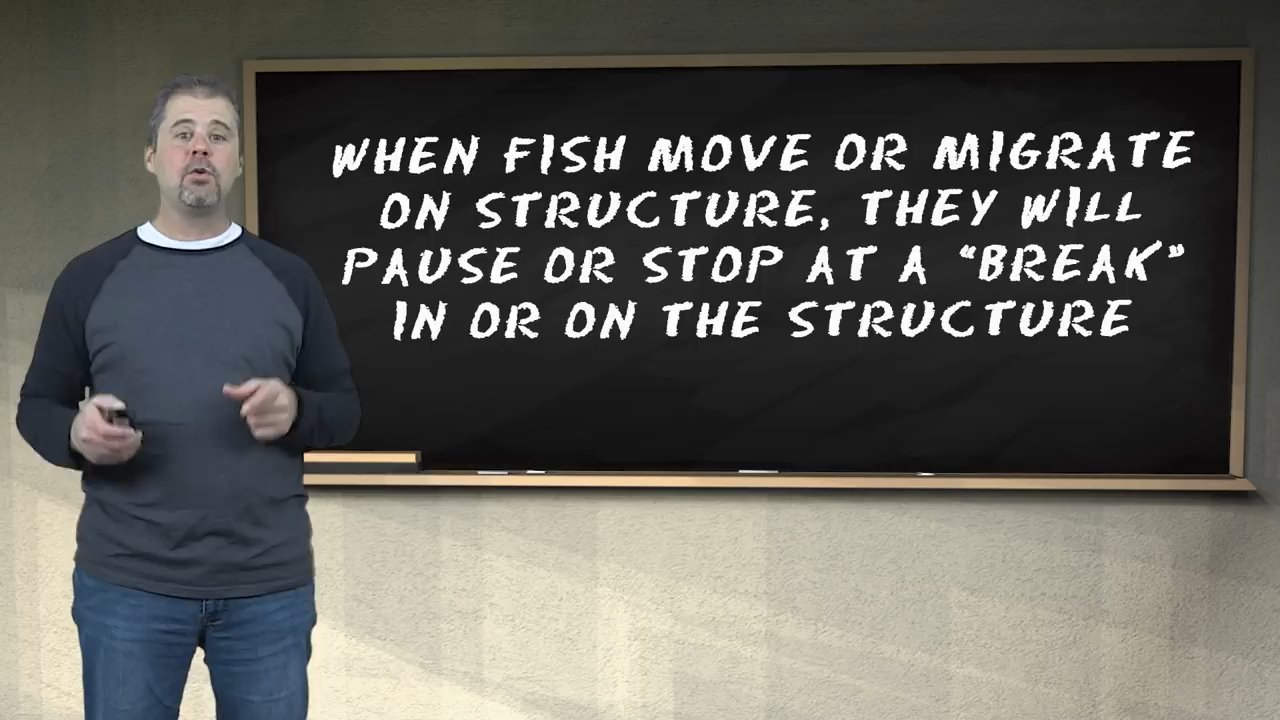 WHEN FISH MOVE OR MIGRATE
ON STRUCTURE, THEY WILL
PAUSE OR STOP AT A "BREAK"
IN OR ON THE STRUCTURE